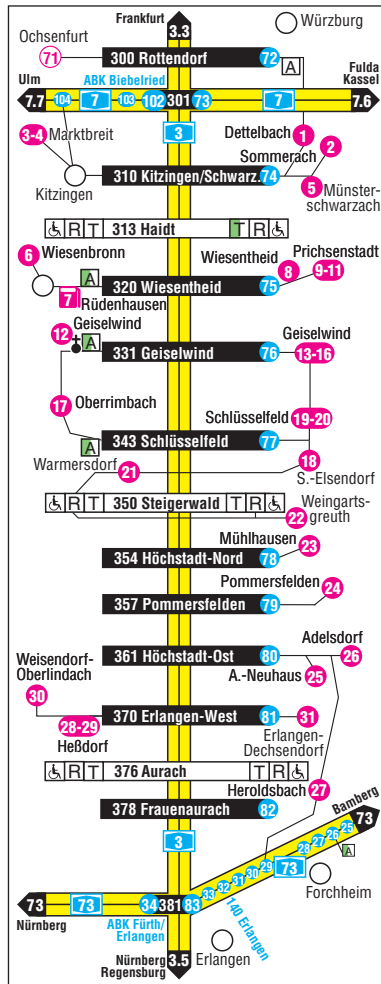 Frankfurt
3.3
Würzburg
Ochsenfurt
71
300 Rottendorf 72
A
Ulm
ABK Biebelried
Fulda
Kassel
7.7 104 7 103 102 301 73 7 7.6
3
3-4 Marktbreit
Dettelbach 1
2
Sommerach
Kitzingen
310 Kitzingen/Schwarz. 74
5 Münster-
schwarzach
R T 313 Haidt T R
6 Wiesenbronn
Wiesentheid
8
Prichsenstadt
9-11
A
320 Wiesentheid 75
7 Rüdenhausen
12 Geiselwind
A
331 Geiselwind 76
Geiselwind
13-16
17 Oberrimbach
Schlüsselfeld
19-20
A
343 Schlüsselfeld 77
Warmersdorf 21
18
S.-Elsendorf
R T 350 Steigerwald T R
Weingarts-
greuth
22
Mühlhausen
354 Höchstadt-Nord 78
23
Pommersfelden
24
357 Pommersfelden 79
Adelsdorf
26
361 Höchstadt-Ost 80
A.-Neuhaus
25
Weisendorf-
Oberlindach
30
370 Erlangen-West 81
31
28-29
Heßdorf
Erlangen-
Dechsendorf
R T 376 Aurach T R
Heroldsbach 27
378 Frauenaurach 82
Bamberg
73
3
25
26
27
28
29
30
31
32
33
A
73
140 Erlangen
Forchheim
73 73 34 381 83
Nürnberg
ABK Fürth/
Erlangen
Erlangen
Nürnberg
Regensburg
3.5